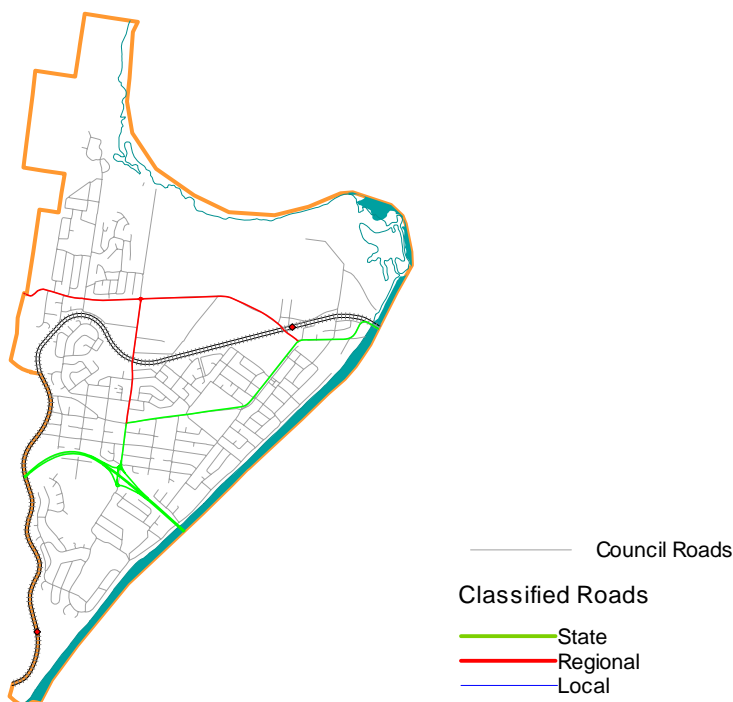 Council Roads
Classified Roads
State
Regional
Local